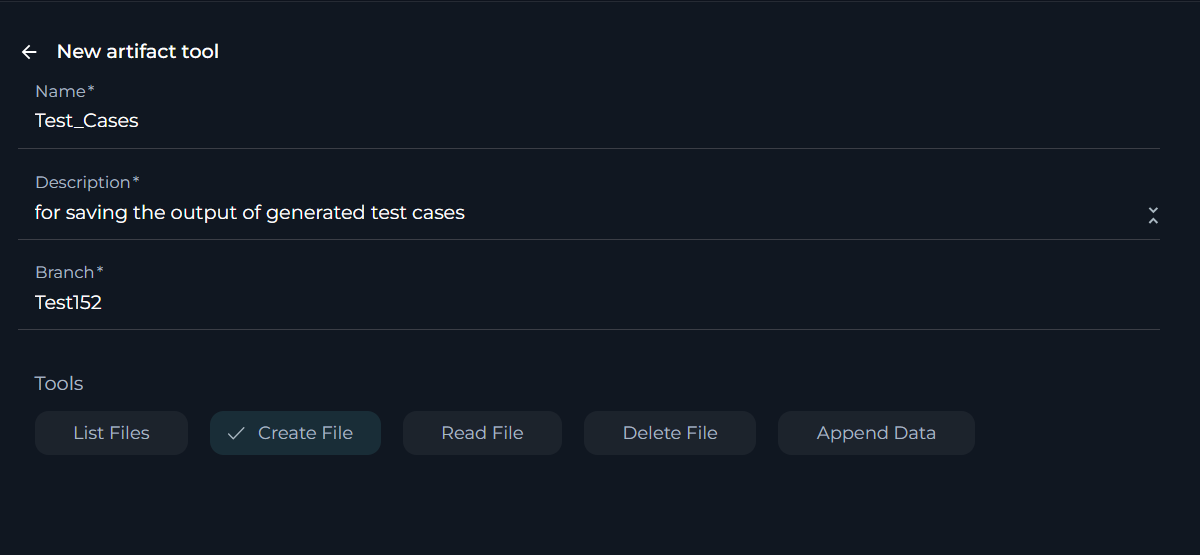 New artifact tool
Name*
Test_Cases
Description*
for saving the output of generated test cases
Branch*
Test152
Tools
List Files
Create File
Read File
Delete File
Append Data